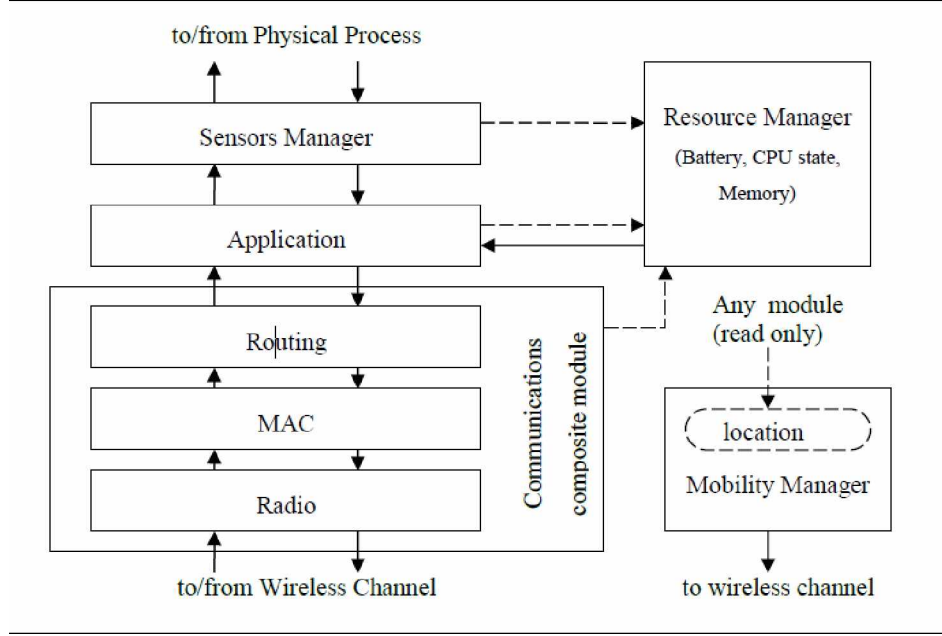 to/from Physical Process
Sensors Manager
Resource Manager
(Battery, CPU state,
Memory)
Application
Routing
MAC
Radio
Communications
composite module
Any module
(read only)
location
Mobility Manager
to/from Wireless Channel
to wireless channel